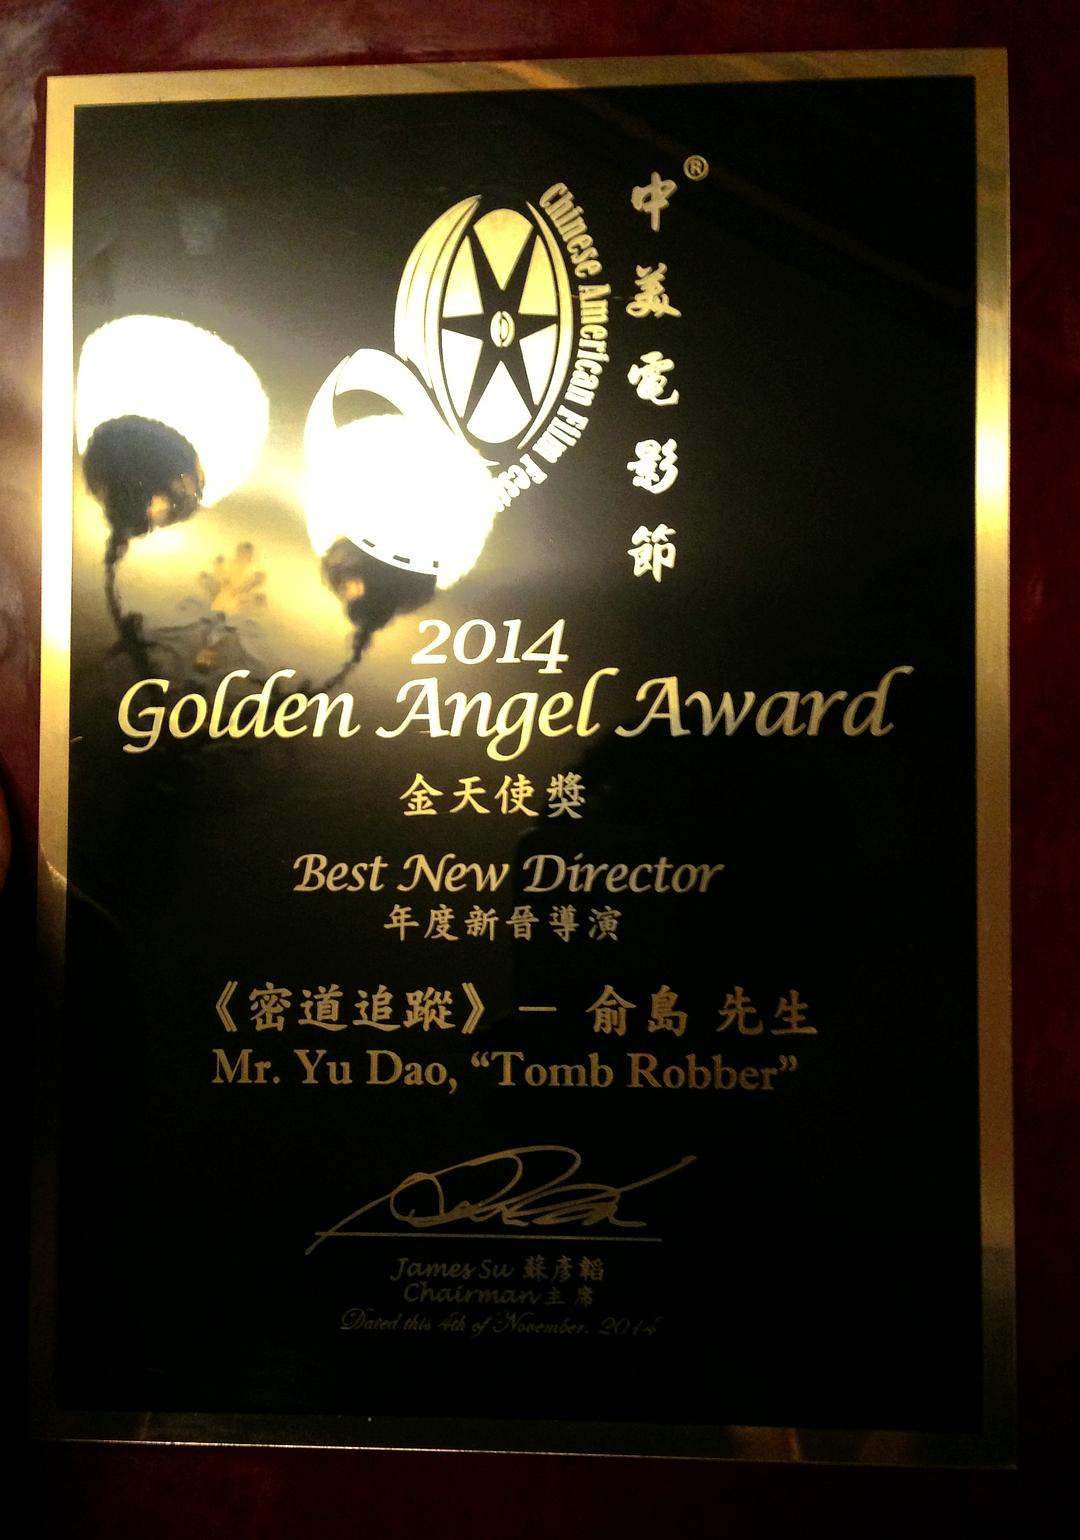 Chinese American Film
中美電影節®
2014
Golden Angel Award
金天使獎
Best New Director
年度新晉導演
《密道追蹤》 － 俞島 先生
Mr. Yu Dao, “Tomb Robber”
James Su 蘇彥韜
Chairman 主席
Dated this 4th of November, 2014